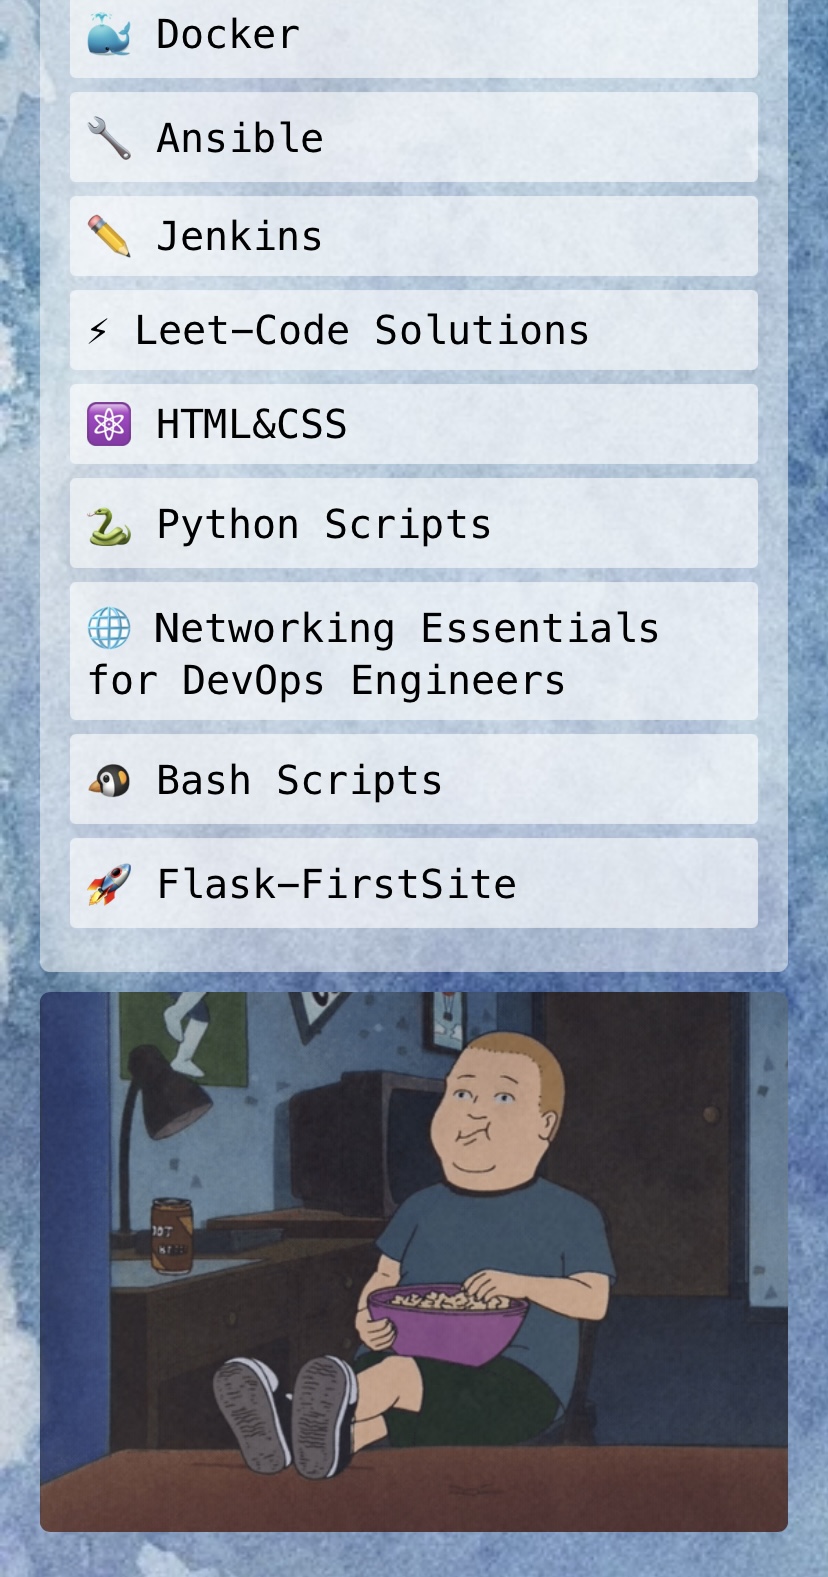 Docker
Ansible
Jenkins
Leet-Code Solutions
HTML&CSS
Python Scripts
Networking Essentials
for DevOps Engineers
Bash Scripts
Flask-FirstSite